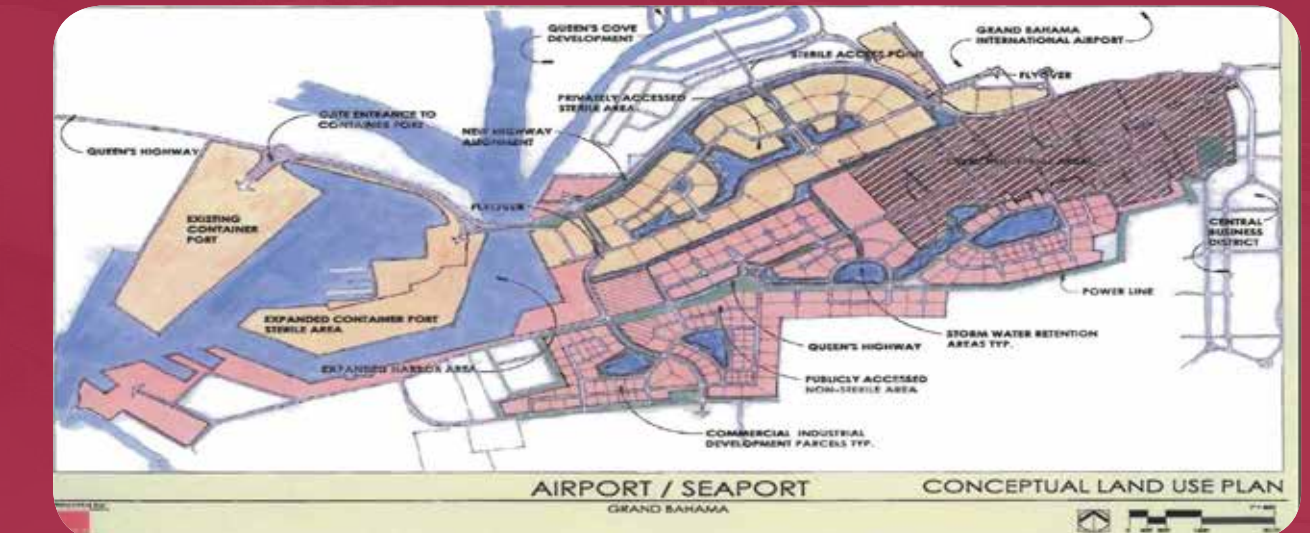 QUEEN'S COVE
DEVELOPMENT
GRAND BAHAMA
INTERNATIONAL AIRPORT
STERILE ACCESS POINT
FLYOVER
PRIVATELY ACCESSED
STERILE AREA
GATE ENTRANCE TO
CONTAINER PORT
NEW HIGHWAY
ALIGNMENT
QUEEN'S HIGHWAY
FLYOVER
EXISTING
CONTAINER
PORT
CENTRAL
BUSINESS
DISTRICT
POWER LINE
EXPANDED CONTAINER PORT
STERILE AREA
STORM WATER RETENTION
AREAS TYP.
QUEEN'S HIGHWAY
EXPANDED HARBOR AREA
PUBLICLY ACCESSED
NON-STERILE AREA
COMMERCIAL INDUSTRIAL
DEVELOPMENT PARCELS TYP.
AIRPORT / SEAPORT
CONCEPTUAL LAND USE PLAN
GRAND BAHAMA